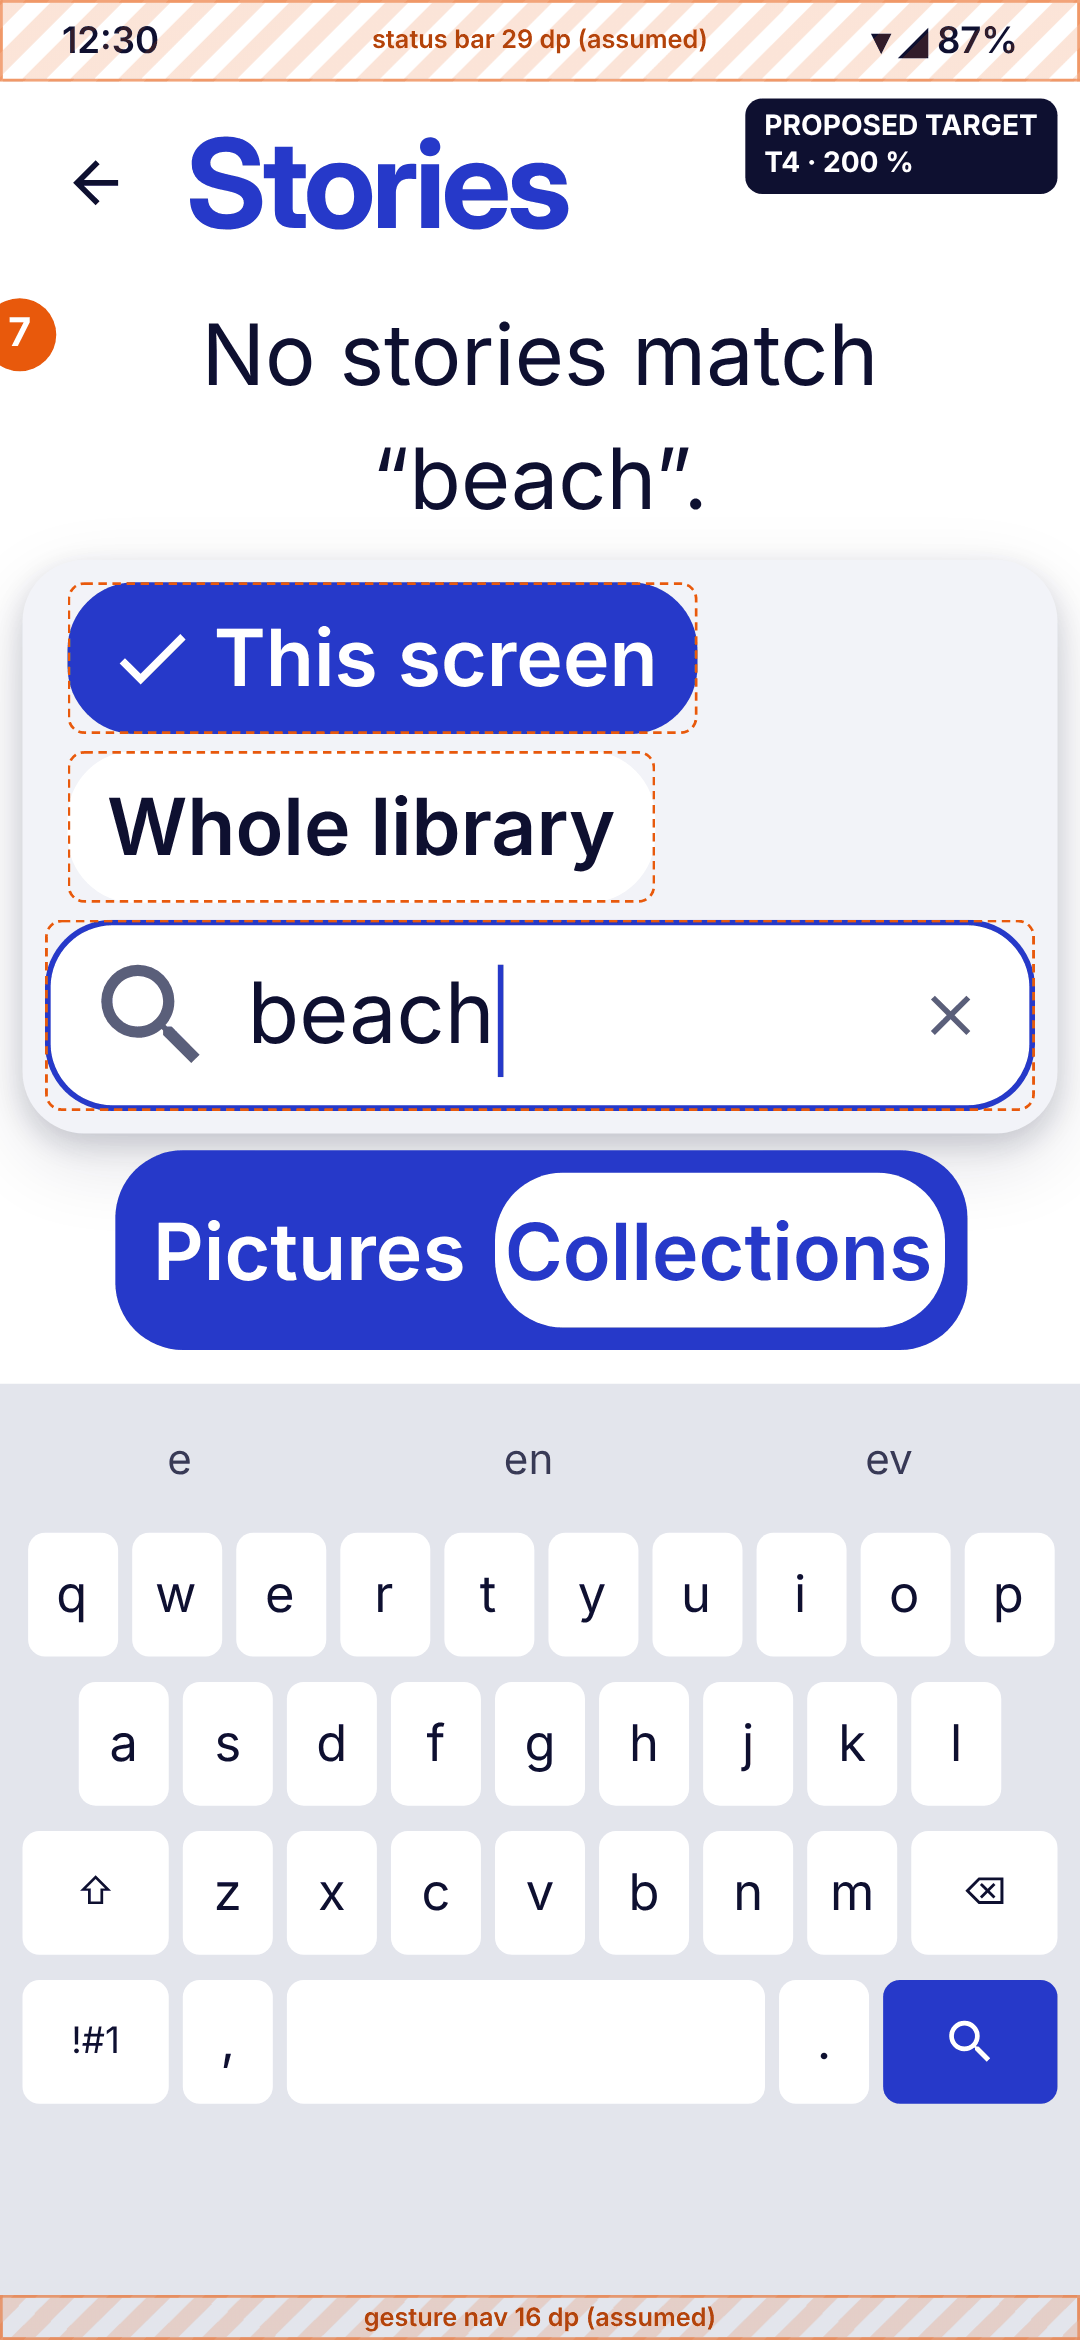 12:30
status bar 29 dp (assumed)
87%
PROPOSED TARGET
T4 · 200 %
Stories
7
No stories match
“beach”.
This screen
Whole library
beach
Pictures Collections
e en ev
q w e r t y u i o p
a s d f g h j k l
z x c v b n m
!#1 , .
gesture nav 16 dp (assumed)